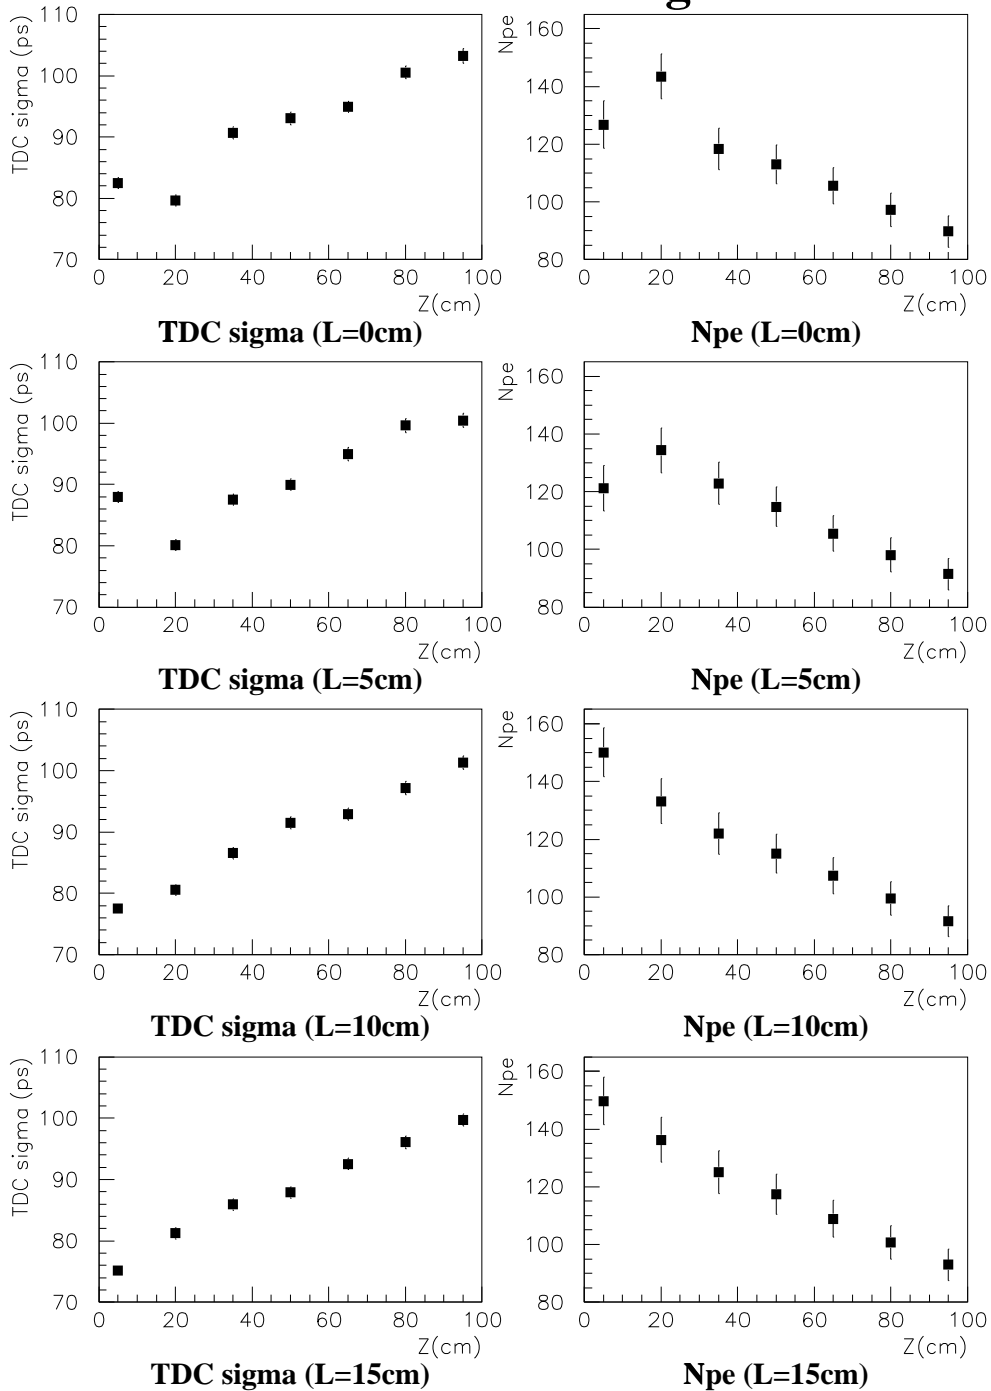 g
TDC sigma (ps)
110
100
90
80
70
0 20 40 60 80 100
Z(cm)
TDC sigma (L=0cm)
Npe
160
140
120
100
80
0 20 40 60 80 100
Z(cm)
Npe (L=0cm)
TDC sigma (ps)
110
100
90
80
70
0 20 40 60 80 100
Z(cm)
TDC sigma (L=5cm)
Npe
160
140
120
100
80
0 20 40 60 80 100
Z(cm)
Npe (L=5cm)
TDC sigma (ps)
110
100
90
80
70
0 20 40 60 80 100
Z(cm)
TDC sigma (L=10cm)
Npe
160
140
120
100
80
0 20 40 60 80 100
Z(cm)
Npe (L=10cm)
TDC sigma (ps)
110
100
90
80
70
0 20 40 60 80 100
Z(cm)
TDC sigma (L=15cm)
Npe
160
140
120
100
80
0 20 40 60 80 100
Z(cm)
Npe (L=15cm)